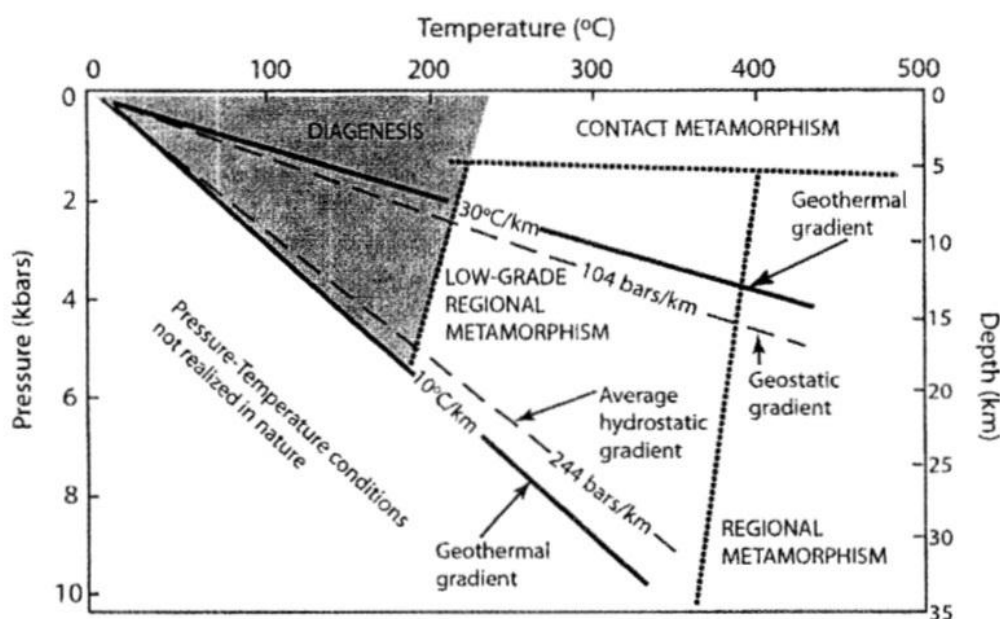 Temperature (ºC)
0 100 200 300 400 500
0
2
4
6
8
10
Pressure (kbars)
0
5
10
15
20
25
30
35
Depth (km)
DIAGENESIS
CONTACT METAMORPHISM
Geothermal
gradient
30ºC/km
104 bars/km
LOW-GRADE
REGIONAL
METAMORPHISM
Geostatic
gradient
Pressure-Temperature conditions
not realized in nature
10ºC/km
Average
hydrostatic
gradient
244 bars/km
Geothermal
gradient
REGIONAL
METAMORPHISM